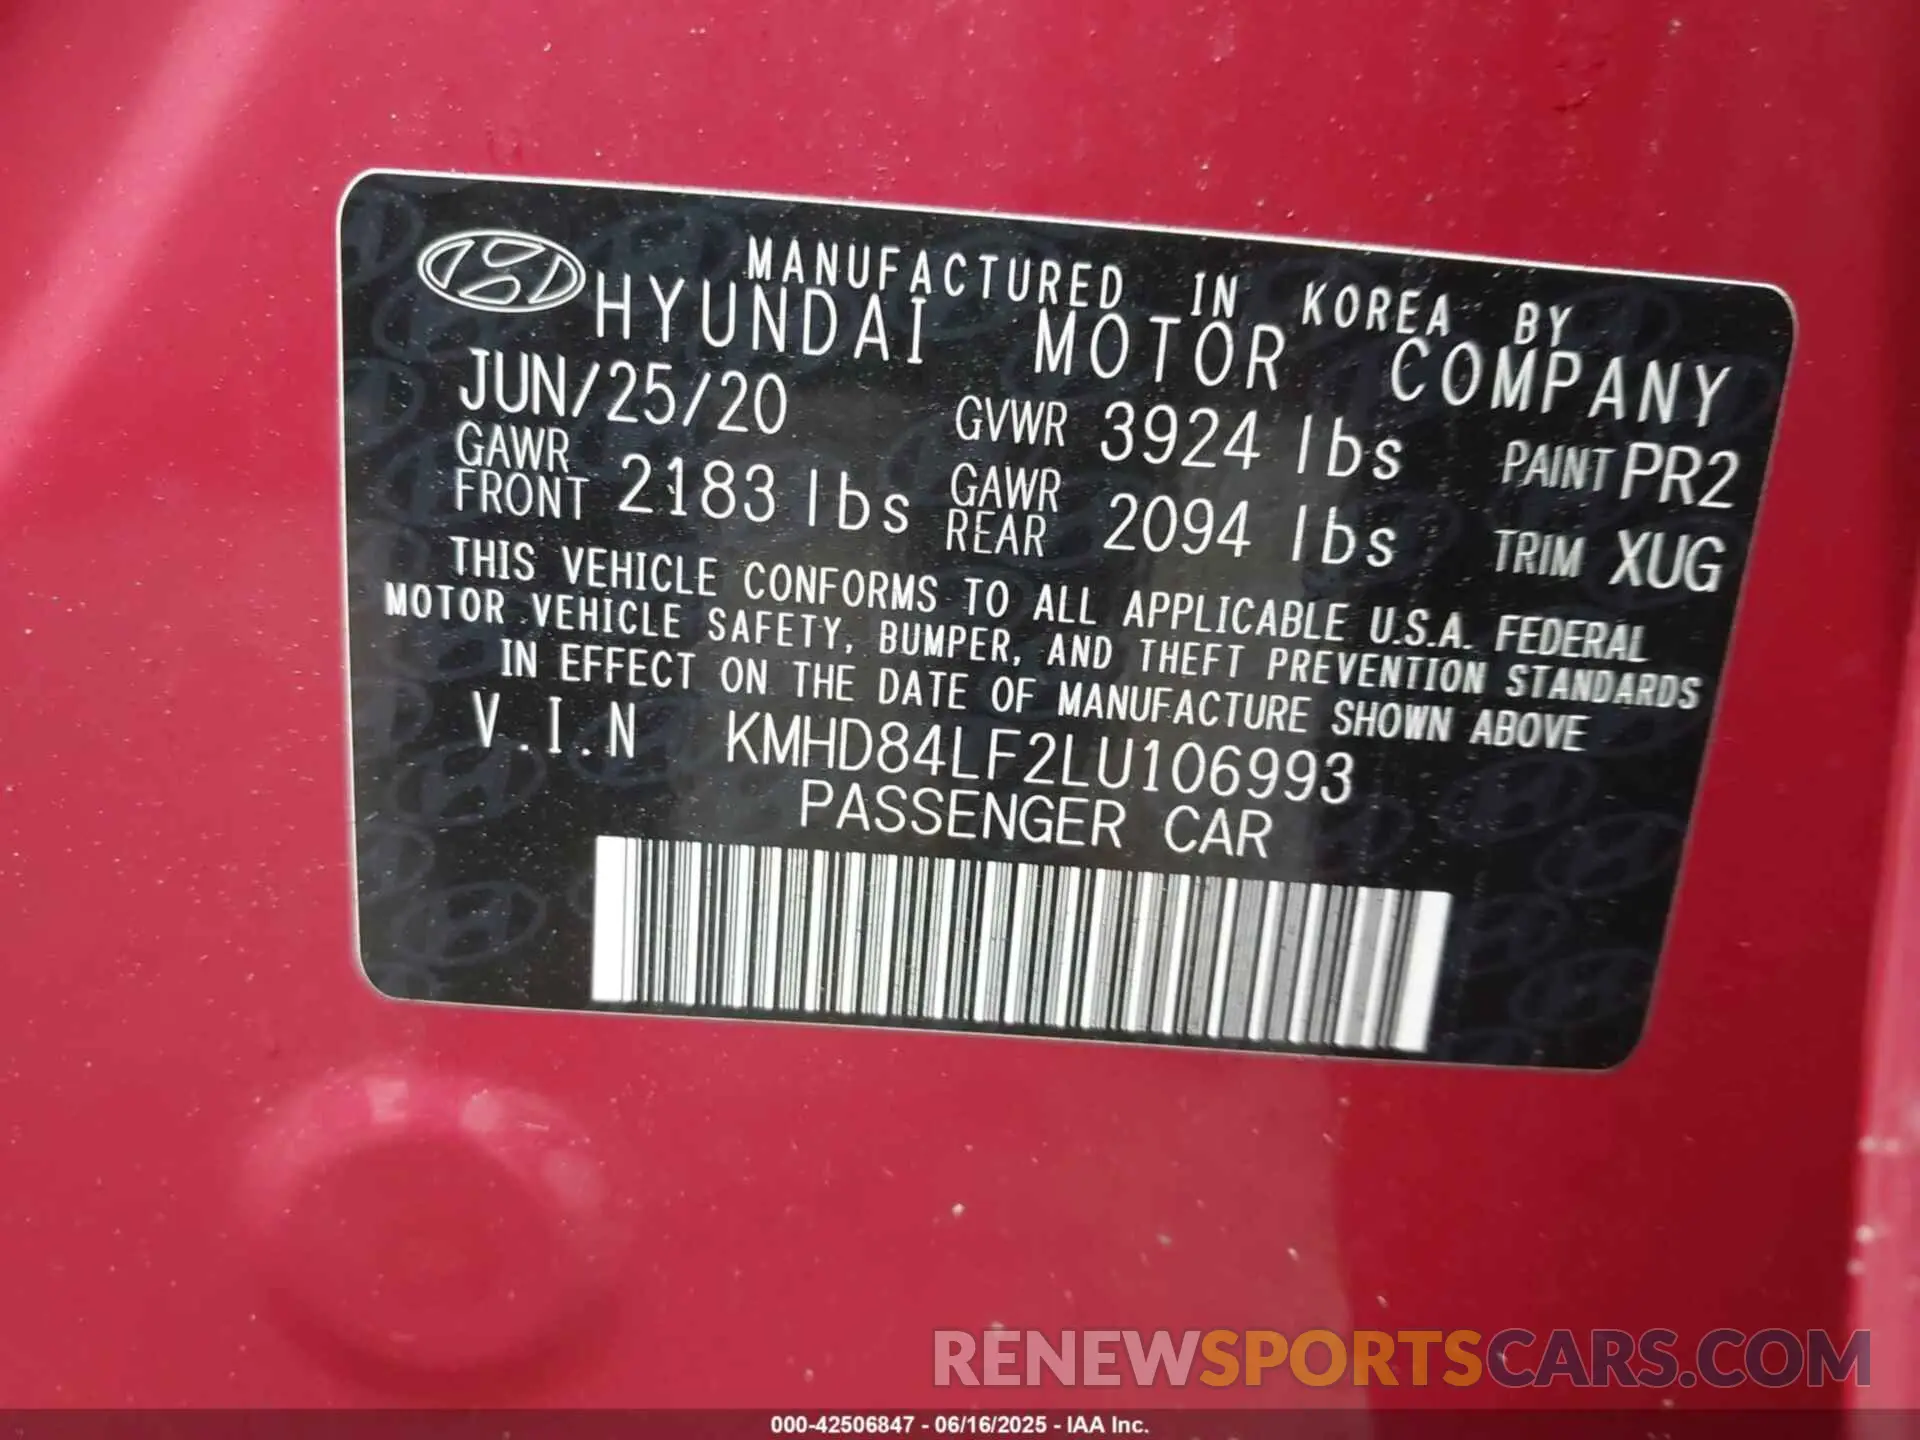 MANUFACTURED IN KOREA BY
HYUNDAI MOTOR COMPANY
JUN/25/20 GVWR 3924 lbs PAINT PR2
GAWR FRONT 2183 lbs GAWR REAR 2094 lbs TRIM XUG
THIS VEHICLE CONFORMS TO ALL APPLICABLE U.S.A. FEDERAL
MOTOR VEHICLE SAFETY, BUMPER, AND THEFT PREVENTION STANDARDS
IN EFFECT ON THE DATE OF MANUFACTURE SHOWN ABOVE
V.I.N KMHD84LF2LU106993
PASSENGER CAR
RENEWSPORTSCARS.COM
000-42506847 - 06/16/2025 - IAA Inc.